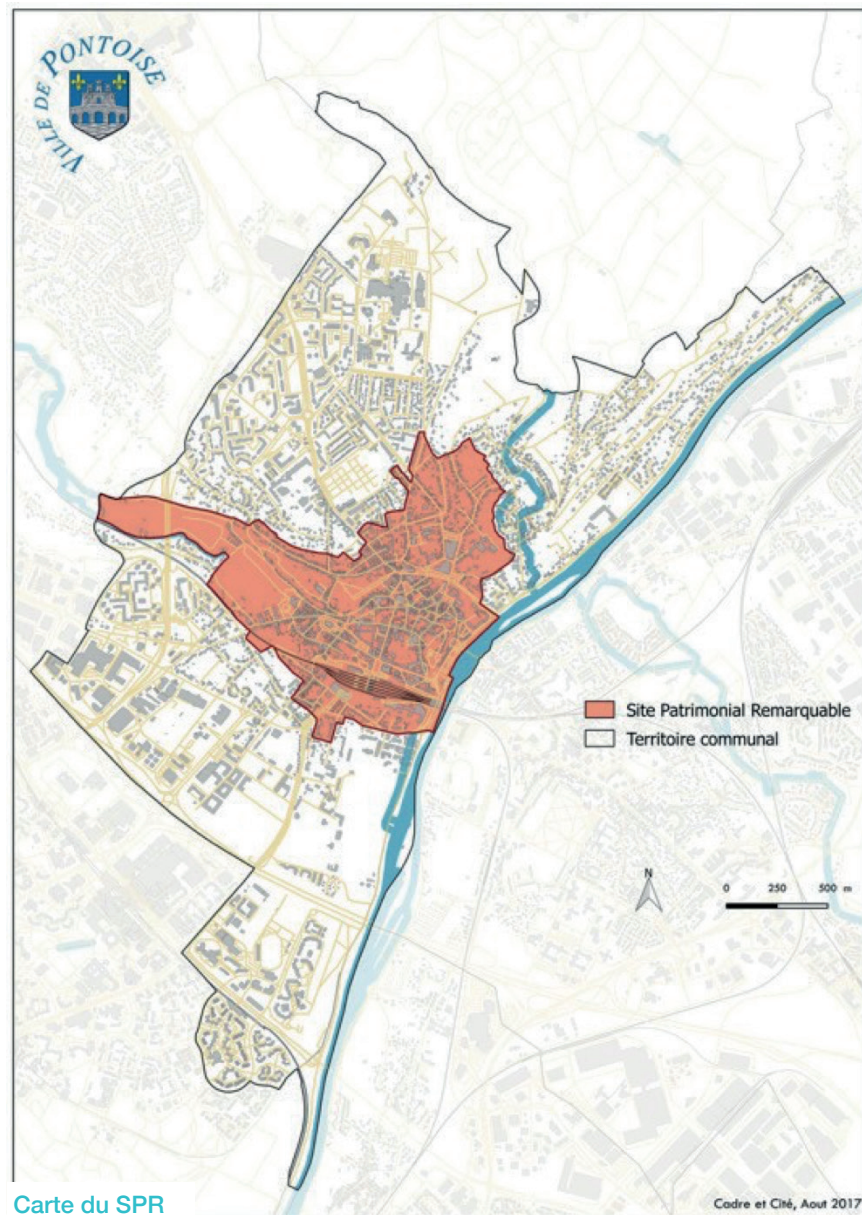 VILLE DE PONTOISE
Site Patrimonial Remarquable
Territoire communal
N
0 250 500 m
Carte du SPR
Cadre et Cité, Aout 2017